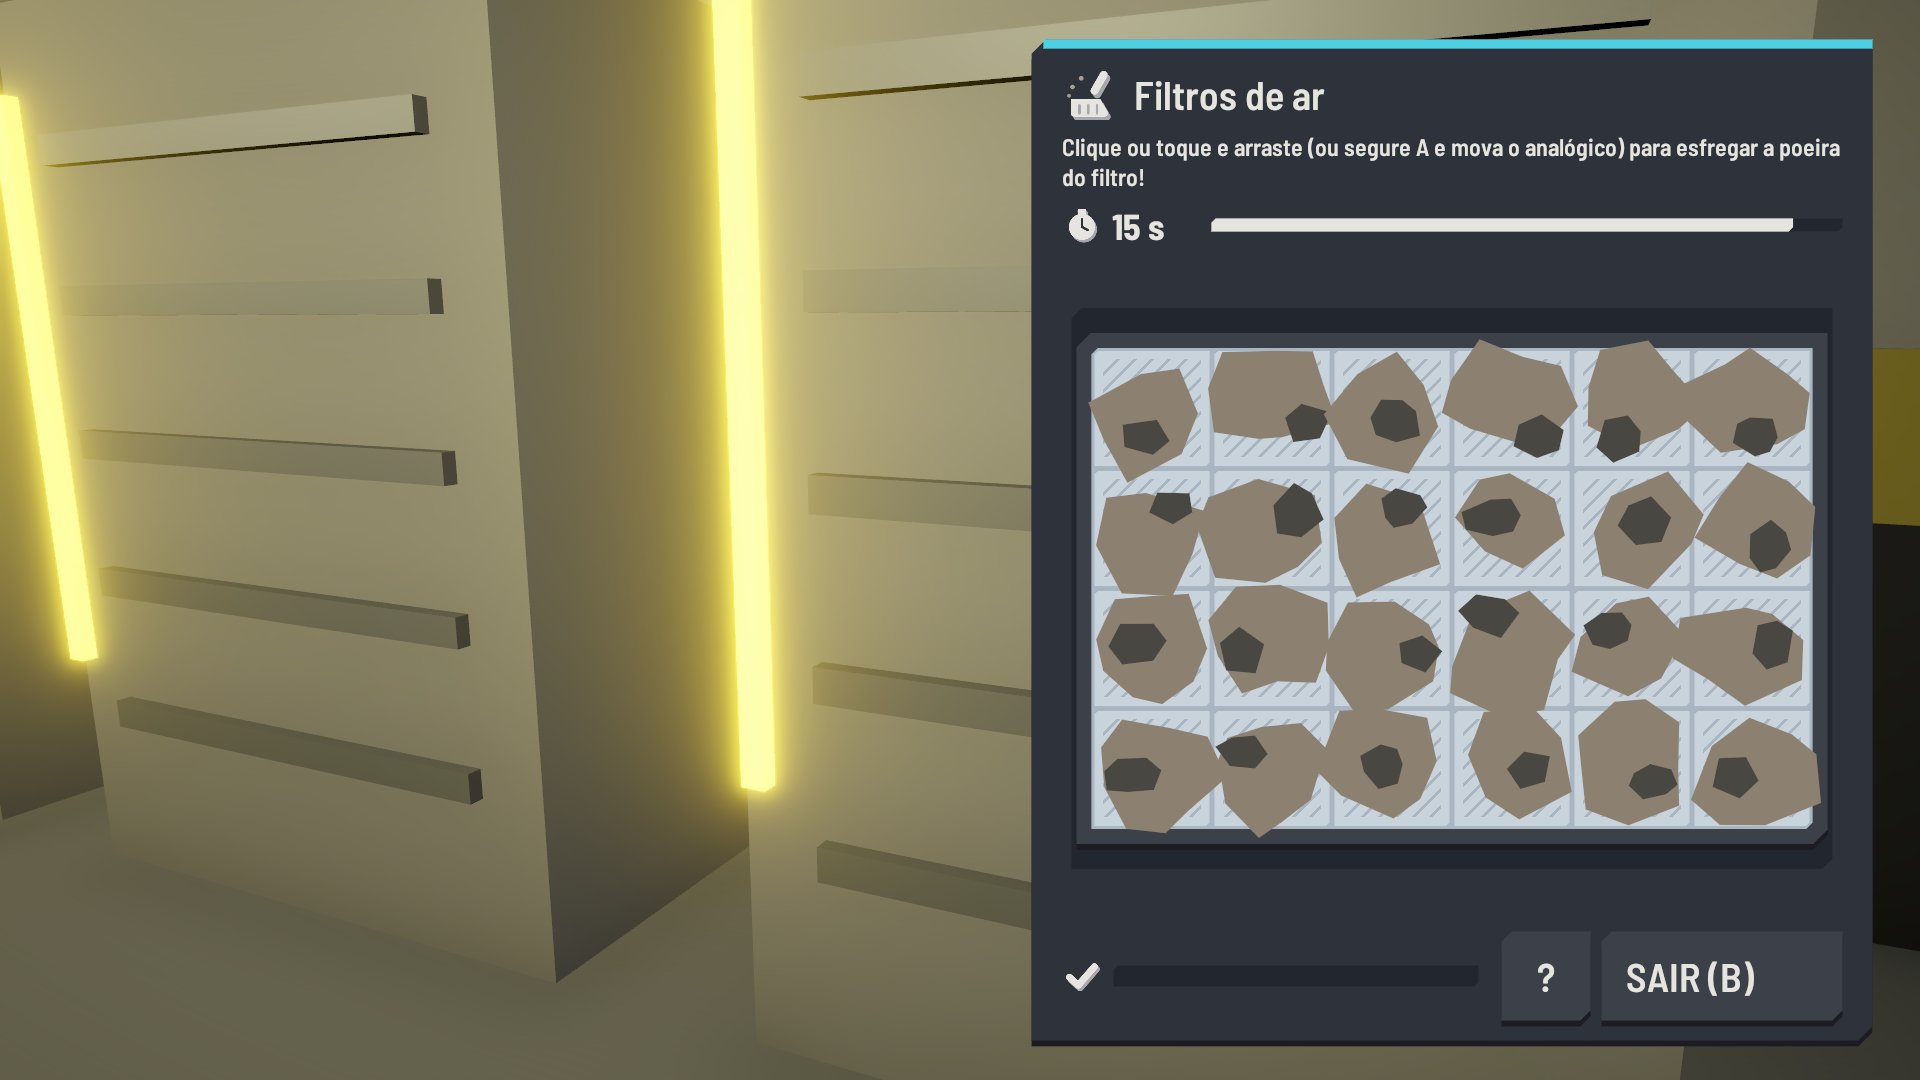 Filtros de ar
Clique ou toque e arraste (ou segure A e mova o analógico) para esfregar a poeira
do filtro!
15 s
?
SAIR (B)